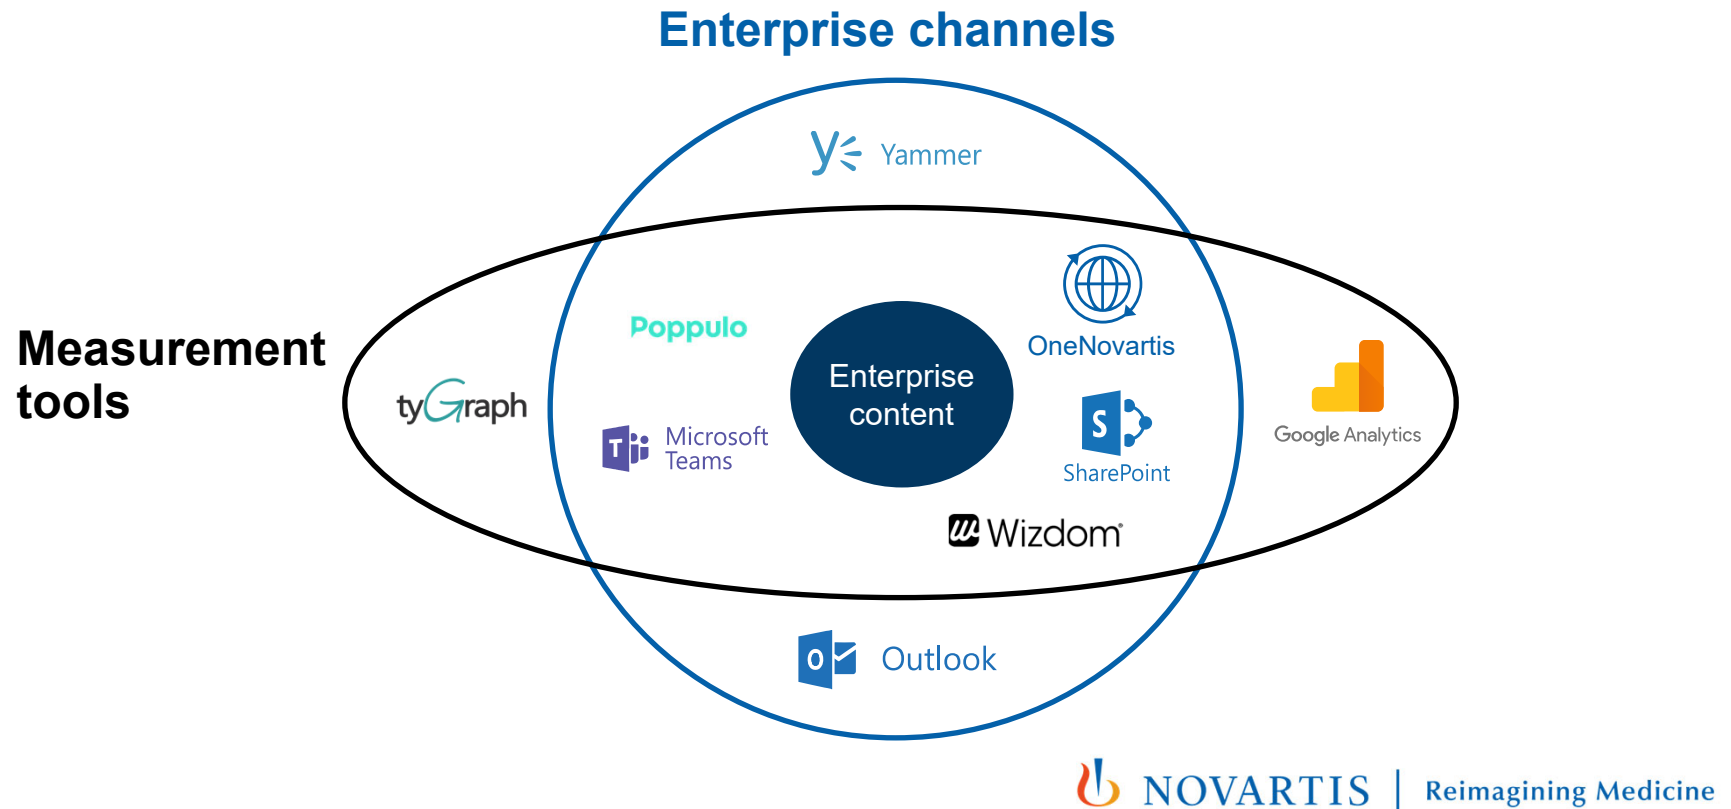 Enterprise channels
Yammer
Measurement
tools
tyGraph
Poppulo
Microsoft
Teams
Enterprise
content
OneNovartis
S
SharePoint
Wizdom
Google Analytics
Outlook
NOVARTIS | Reimagining Medicine